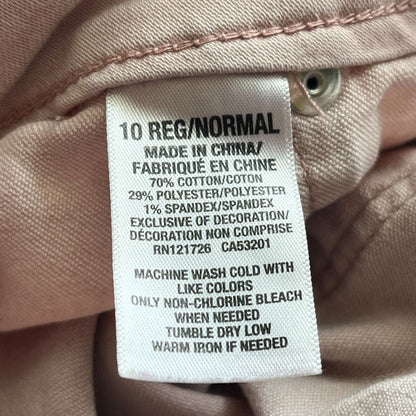 10 REG/NORMAL
MADE IN CHINA/
FABRIQUÉ EN CHINE
70% COTTON/COTON
29% POLYESTER/POLYESTER
1% SPANDEX/SPANDEX
EXCLUSIVE OF DECORATION/
DÉCORATION NON COMPRISE
RN121726 CA53201
MACHINE WASH COLD WITH
LIKE COLORS
ONLY NON-CHLORINE BLEACH
WHEN NEEDED
TUMBLE DRY LOW
WARM IRON IF NEEDED